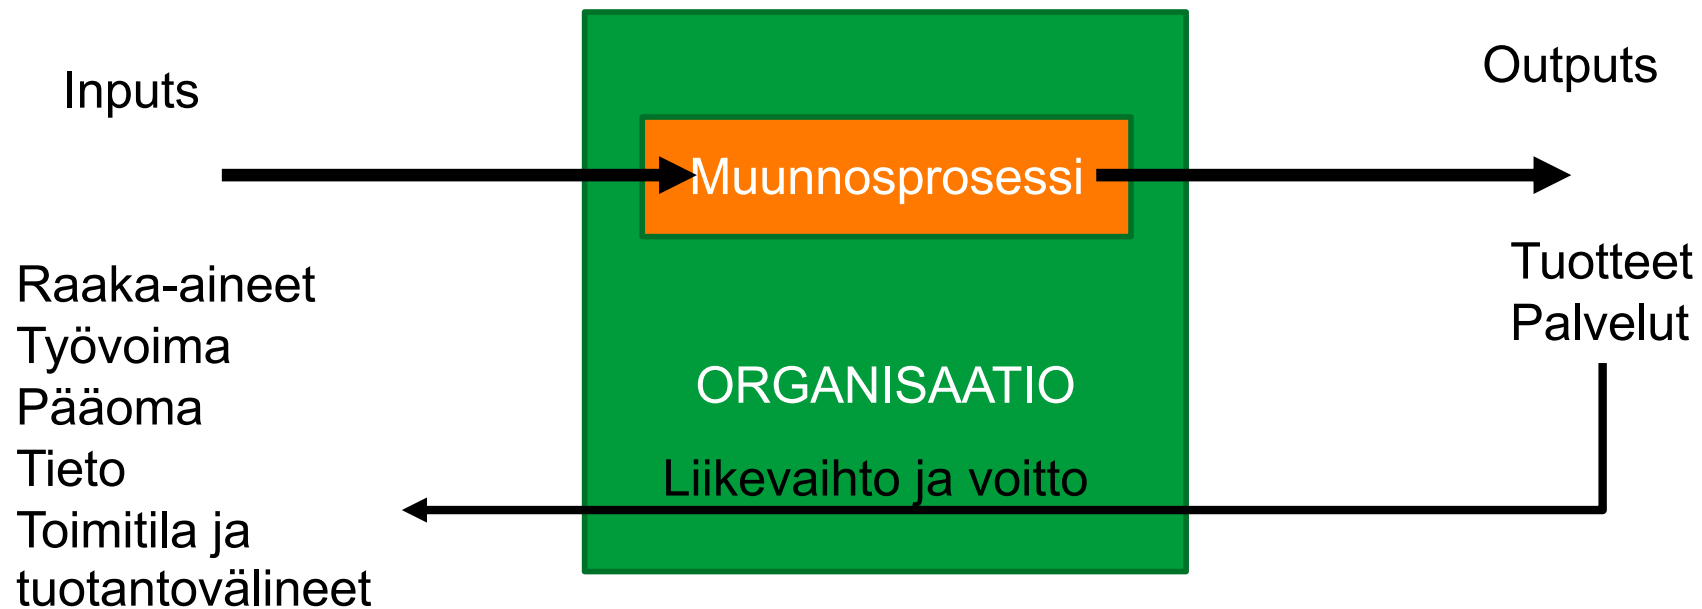 Inputs
Outputs
Muunnosprosessi
Raaka-aineet
Työvoima
Pääoma
Tieto
Toimitila ja
tuotantovälineet
ORGANISAATIO
Liikevaihto ja voitto
Tuotteet
Palvelut